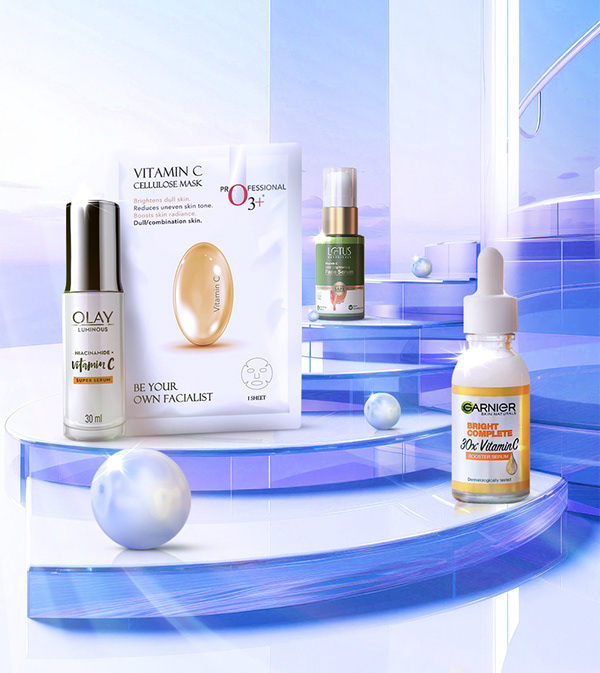 OLAY
LUMINOUS
NIACINAMIDE +
Vitamin C
SUPER SERUM
30 ml
VITAMIN C
CELLULOSE MASK
Brightens dull skin.
Reduces uneven skin tone.
Boosts skin radiance.
Dull/combination skin.
PROFESSIONAL
O3+
Vitamin C
BE YOUR
OWN FACIALIST
1 SHEET
LOTUS
Face Serum
GARNIER
SKIN NATURALS
BRIGHT
COMPLETE
30x Vitamin C
BOOSTER SERUM
Dermatologically tested